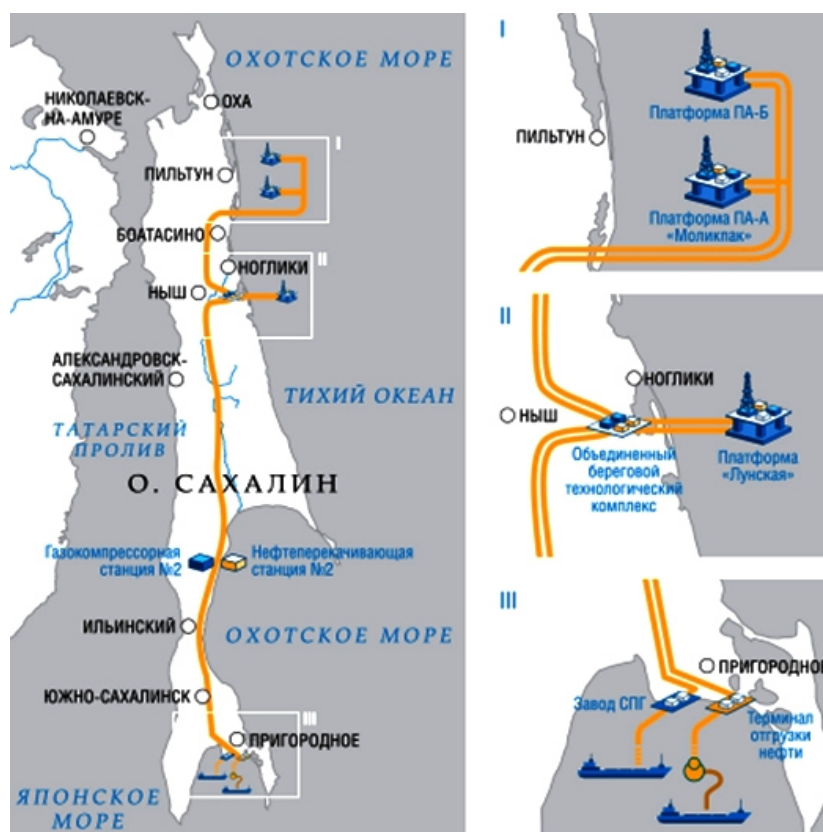 ОХОТСКОЕ МОРЕ
НИКОЛАЕВСК-
НА-АМУРЕ
ОХА
I
ПИЛЬТУН
БОАТАСИНО
II
НОГЛИКИ
НЫШ
АЛЕКСАНДРОВСК-
САХАЛИНСКИЙ
ТИХИЙ ОКЕАН
ТАТАРСКИЙ
ПРОЛИВ
О. САХАЛИН
Газокомпрессорная
станция №2
Нефтеперекачивающая
станция №2
ИЛЬИНСКИЙ
ОХОТСКОЕ МОРЕ
ЮЖНО-САХАЛИНСК
III
ПРИГОРОДНОЕ
ЯПОНСКОЕ
МОРЕ
I
Платформа ПА-Б
ПИЛЬТУН
Платформа ПА-А
«Моликпак»
II
НОГЛИКИ
НЫШ
Объединенный
береговой
технологический
комплекс
Платформа
«Лунская»
III
ПРИГОРОДНОЕ
Завод СПГ
Терминал
отгрузки
нефти